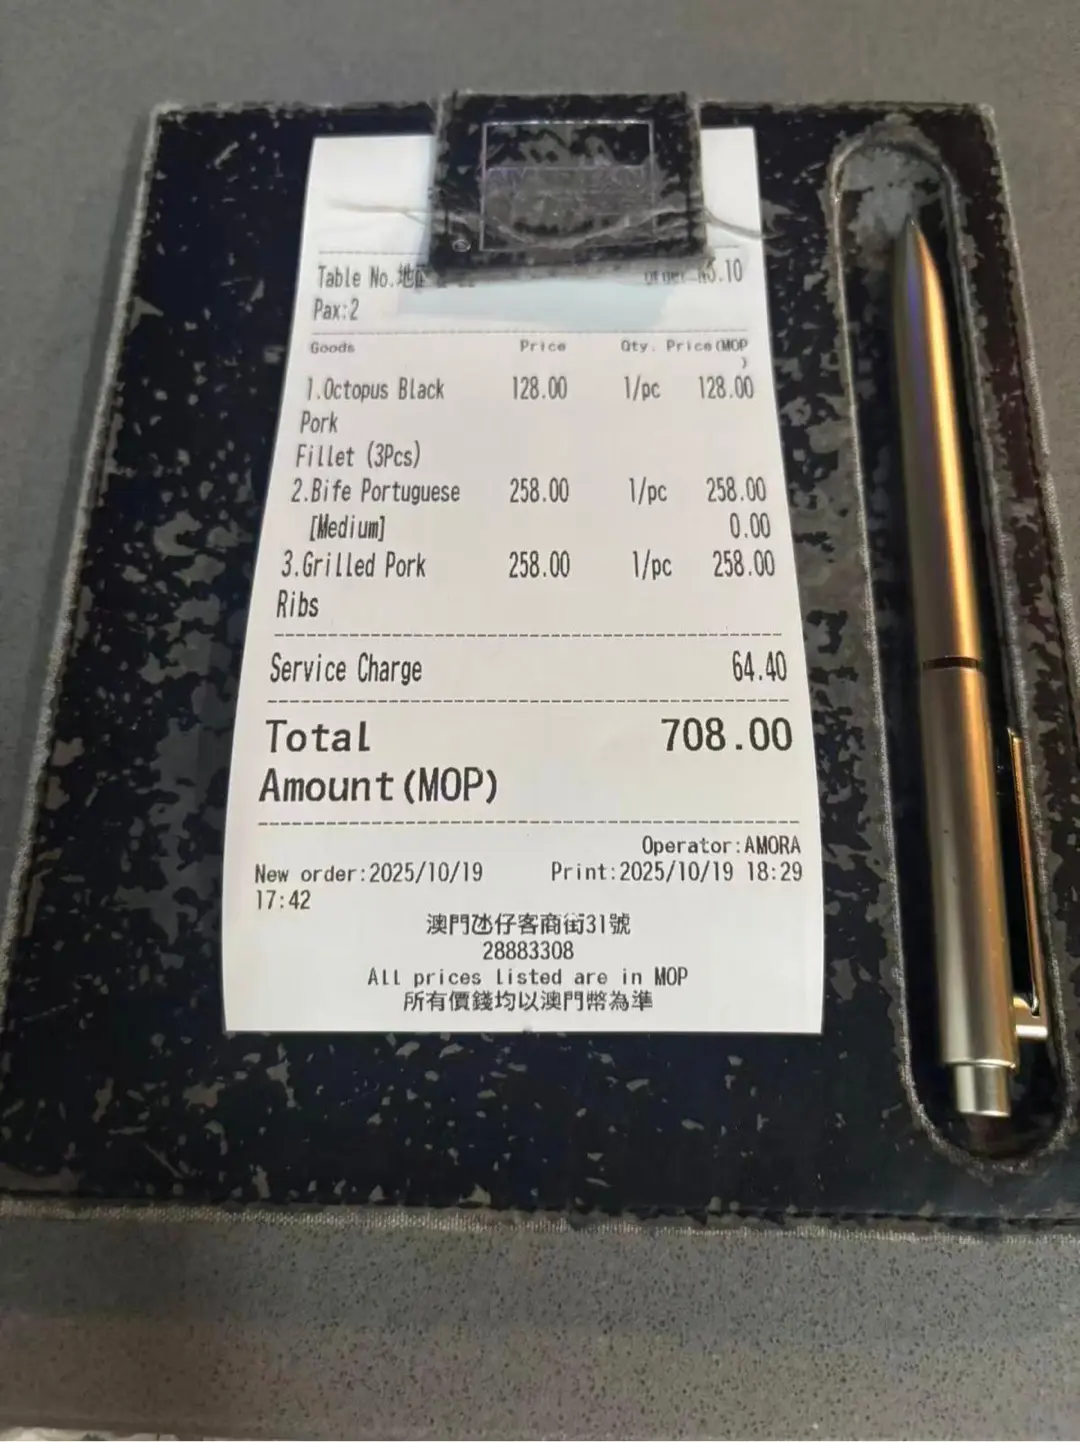 Table No.地
No.10
Pax:2
Goods Price Qty. Price(MOP
)
1.Octopus Black 128.00 1/pc 128.00
Pork
Fillet (3Pcs)
2.Bife Portuguese 258.00 1/pc 258.00
[Medium] 0.00
3.Grilled Pork 258.00 1/pc 258.00
Ribs
Service Charge 64.40
Total 708.00
Amount(MOP)
Operator:AMORA
New order:2025/10/19 Print:2025/10/19 18:29
17:42
澳門氹仔客商街31號
28883308
All prices listed are in MOP
所有價錢均以澳門幣為準